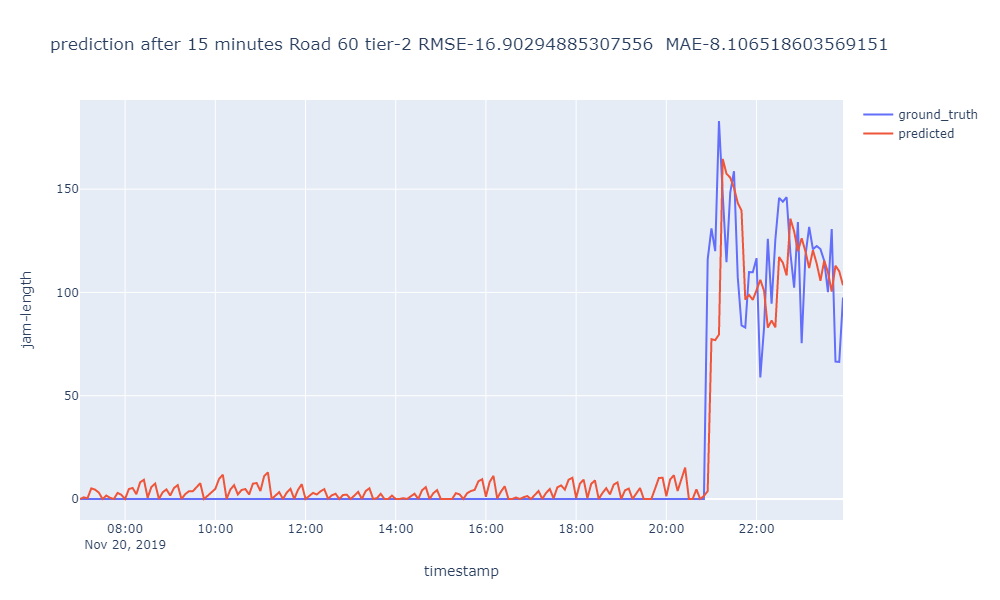 prediction after 15 minutes Road 60 tier-2 RMSE-16.90294885307556  MAE-8.106518603569151
ground_truth
predicted
jam-length
150
100
50
0
08:00 10:00 12:00 14:00 16:00 18:00 20:00 22:00
Nov 20, 2019
timestamp